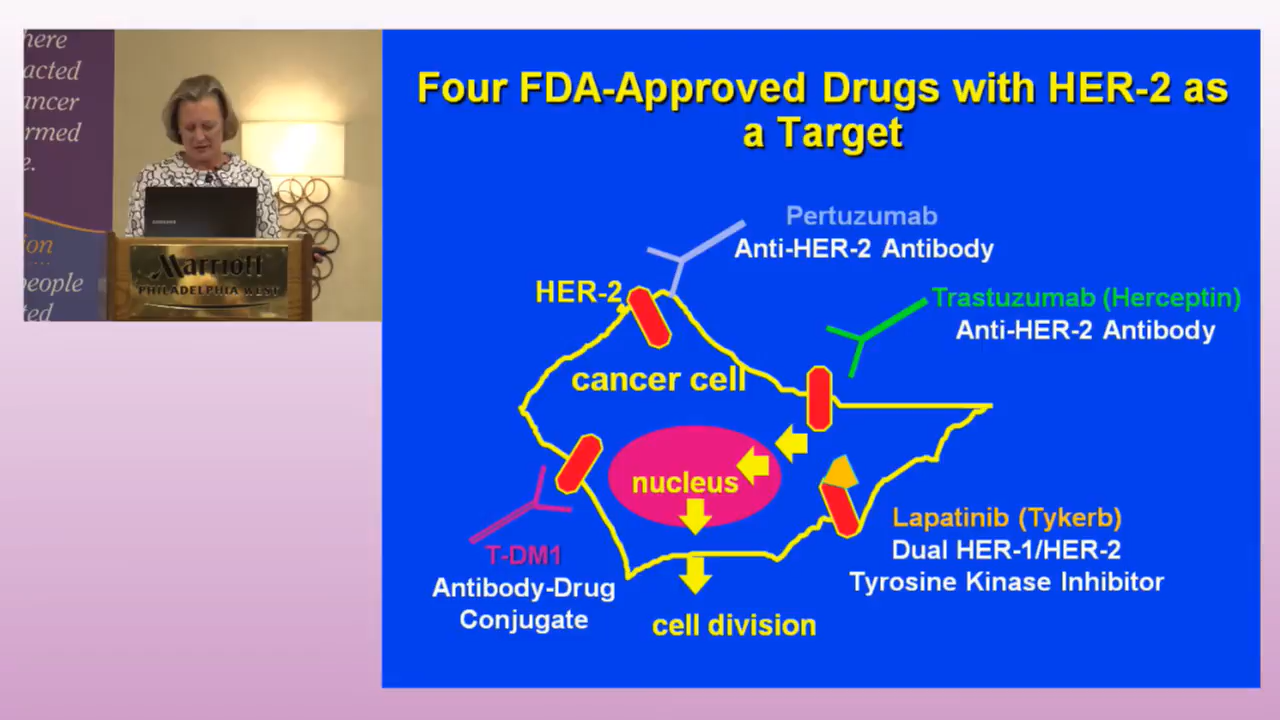 here
acted
ancer
rmed
e.
ion
people
ted
SAMSUNG
Marriott
PHILADELPHIA WEST
Four FDA-Approved Drugs with HER-2 as
a Target
Pertuzumab
Anti-HER-2 Antibody
HER-2
Trastuzumab (Herceptin)
Anti-HER-2 Antibody
cancer cell
nucleus
Lapatinib (Tykerb)
Dual HER-1/HER-2
Tyrosine Kinase Inhibitor
T-DM1
Antibody-Drug
Conjugate
cell division